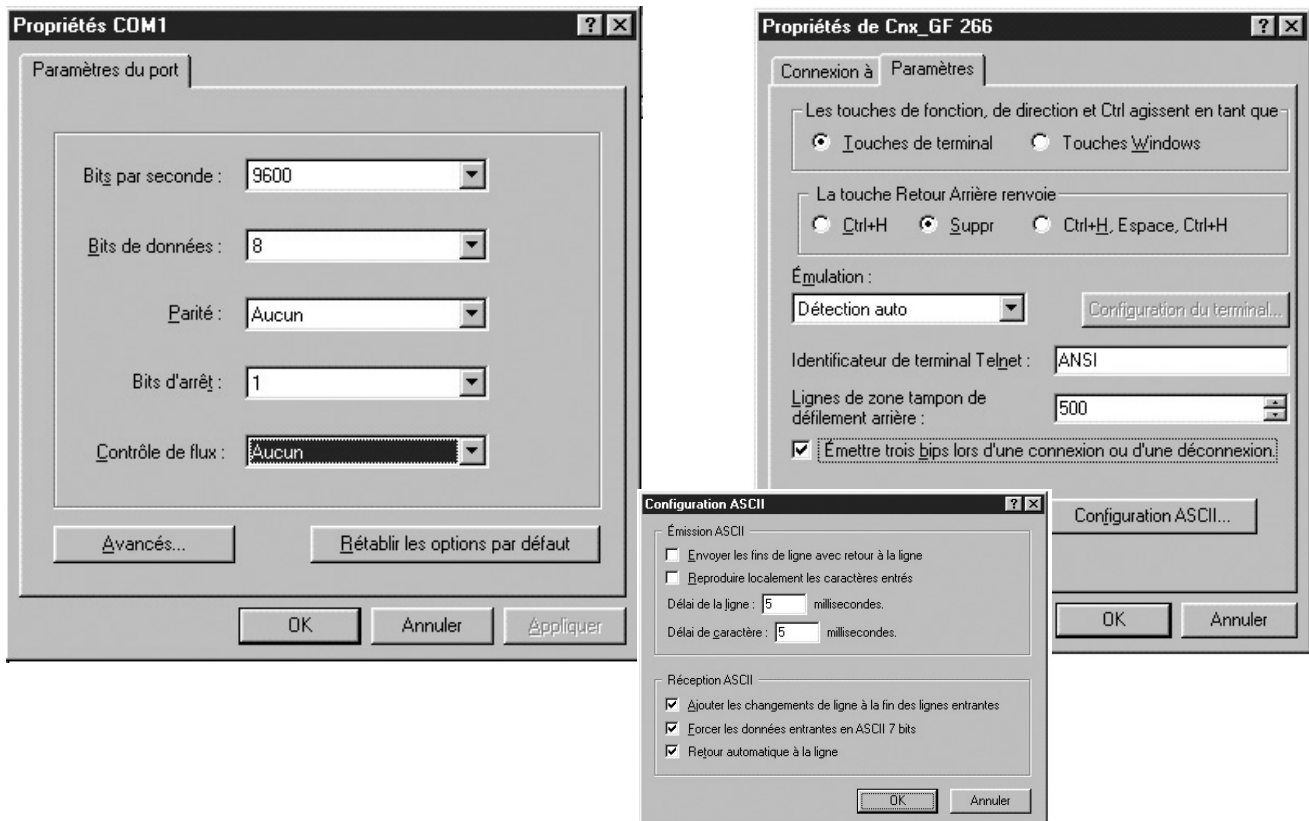 Propriétés COM1
Paramètres du port
Bits par seconde :
9600
Bits de données :
8
Parité :
Aucun
Bits d'arrêt :
1
Contrôle de flux :
Aucun
Avancés...
Rétablir les options par défaut
OK
Annuler
Appliquer
Propriétés de Cnx_GF 266
Connexion à
Paramètres
Les touches de fonction, de direction et Ctrl agissent en tant que
Touches de terminal
Touches Windows
La touche Retour Arrière renvoie
Ctrl+H
Suppr
Ctrl+H, Espace, Ctrl+H
Émulation :
Détection auto
Configuration du terminal...
Identificateur de terminal Telnet :
ANSI
Lignes de zone tampon de
défilement arrière :
500
Émettre trois bips lors d'une connexion ou d'une déconnexion.
Configuration ASCII...
OK
Annuler
Configuration ASCII
Émission ASCII
Envoyer les fins de ligne avec retour à la ligne
Reproduire localement les caractères entrés
Délai de la ligne : 5 millisecondes.
Délai de caractère : 5 millisecondes.
Réception ASCII
Ajouter les changements de ligne à la fin des lignes entrantes
Forcer les données entrantes en ASCII 7 bits
Retour automatique à la ligne
OK
Annuler